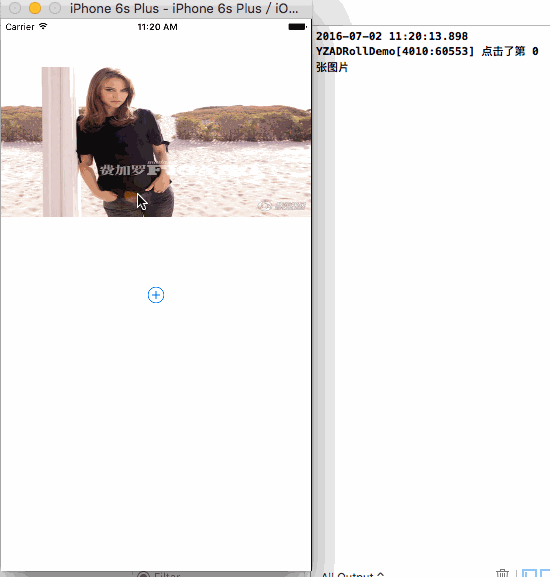 iPhone 6s Plus - iPhone 6s Plus / iO...
Carrier
11:20 AM
费加罗
2016-07-02 11:20:13.898
YZADRollDemo[4010:60553] 点击了第 0
张图片
Filter
All Output